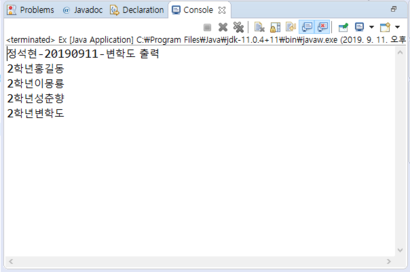 Problems @ Javadoc Declaration Console
<terminated> Ex [Java Application] C:₩Program Files₩Java₩jdk-11.0.4+11₩bin₩javaw.exe (2019. 9. 11. 오후
정석현-20190911-변학도 출력
2학년홍길동
2학년이몽룡
2학년성준향
2학년변학도